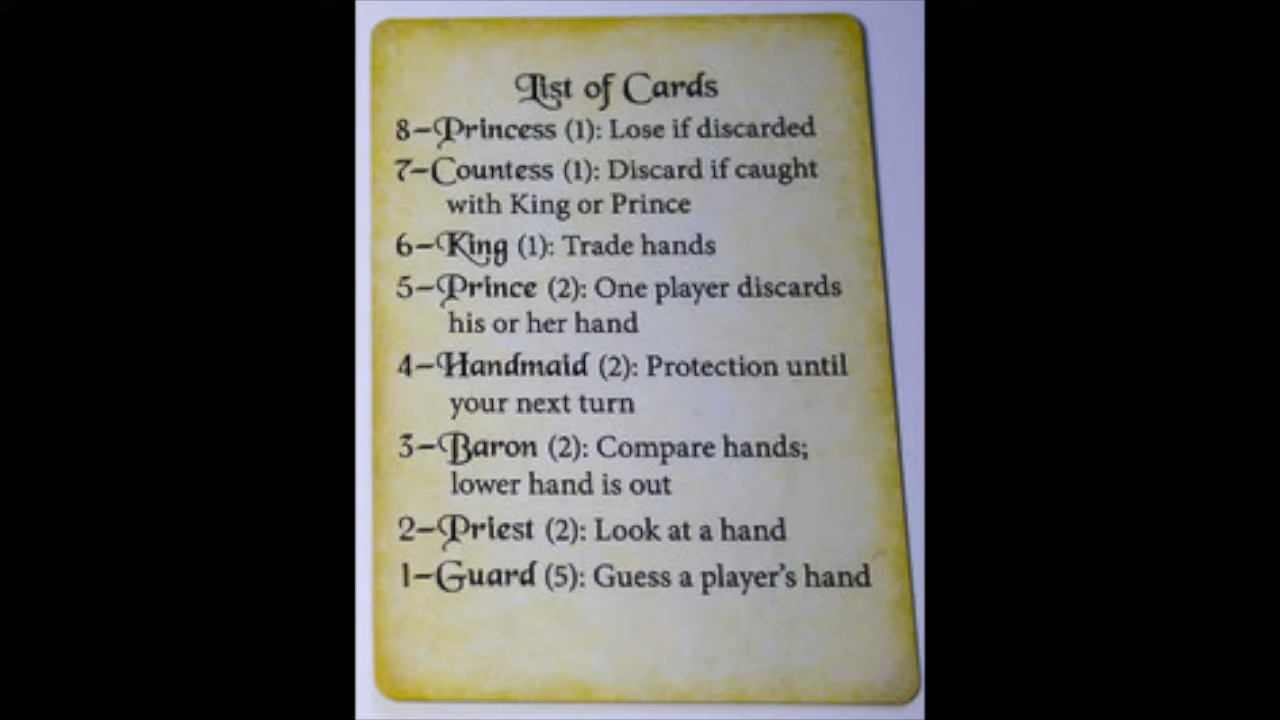 List of Cards
8–Princess (1): Lose if discarded
7–Countess (1): Discard if caught
with King or Prince
6–King (1): Trade hands
5–Prince (2): One player discards
his or her hand
4–Handmaid (2): Protection until
your next turn
3–Baron (2): Compare hands;
lower hand is out
2–Priest (2): Look at a hand
1–Guard (5): Guess a player's hand